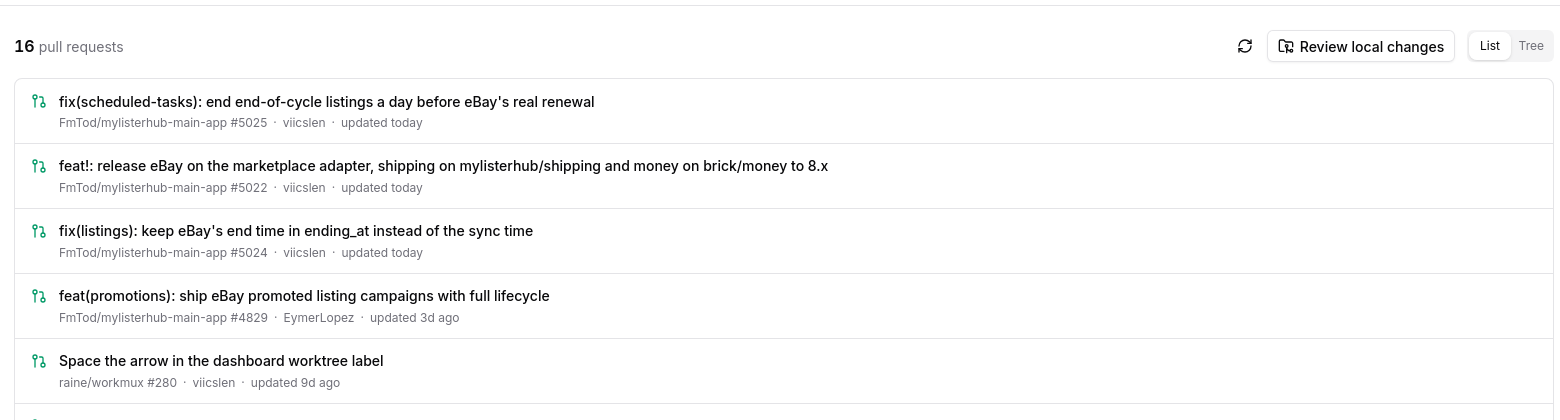 16 pull requests
Review local changes
List
Tree
fix(scheduled-tasks): end end-of-cycle listings a day before eBay's real renewal
FmTod/mylisterhub-main-app #5025 · viicslen · updated today
feat!: release eBay on the marketplace adapter, shipping on mylisterhub/shipping and money on brick/money to 8.x
FmTod/mylisterhub-main-app #5022 · viicslen · updated today
fix(listings): keep eBay's end time in ending_at instead of the sync time
FmTod/mylisterhub-main-app #5024 · viicslen · updated today
feat(promotions): ship eBay promoted listing campaigns with full lifecycle
FmTod/mylisterhub-main-app #4829 · EymerLopez · updated 3d ago
Space the arrow in the dashboard worktree label
raine/workmux #280 · viicslen · updated 9d ago